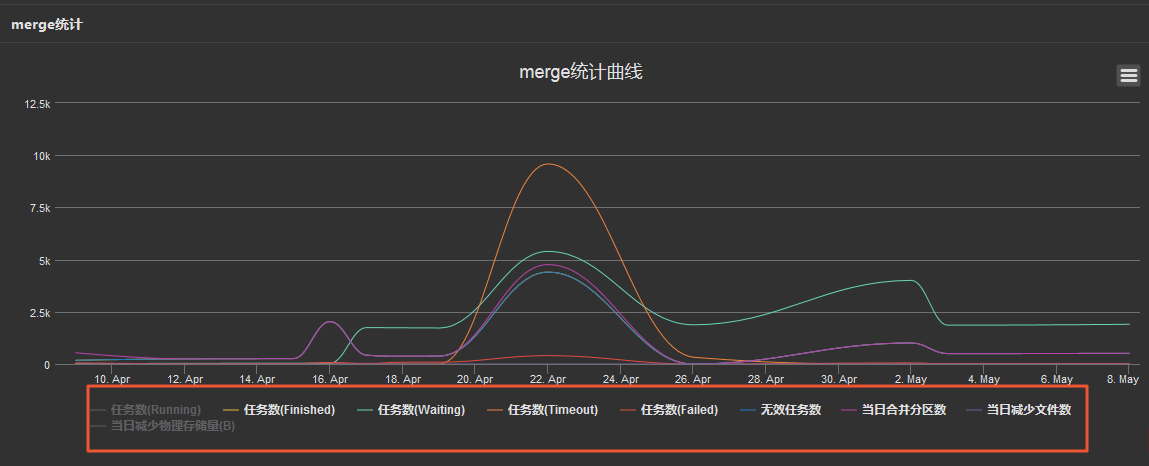 merge统计
merge统计曲线
12.5k
10k
7.5k
5k
2.5k
0
10. Apr 12. Apr 14. Apr 16. Apr 18. Apr 20. Apr 22. Apr 24. Apr 26. Apr 28. Apr 30. Apr 2. May 4. May 6. May 8. May
任务数(Running) 任务数(Finished) 任务数(Waiting) 任务数(Timeout) 任务数(Failed) 无效任务数 当日合并分区数 当日减少文件数
当日减少物理存储量(B)